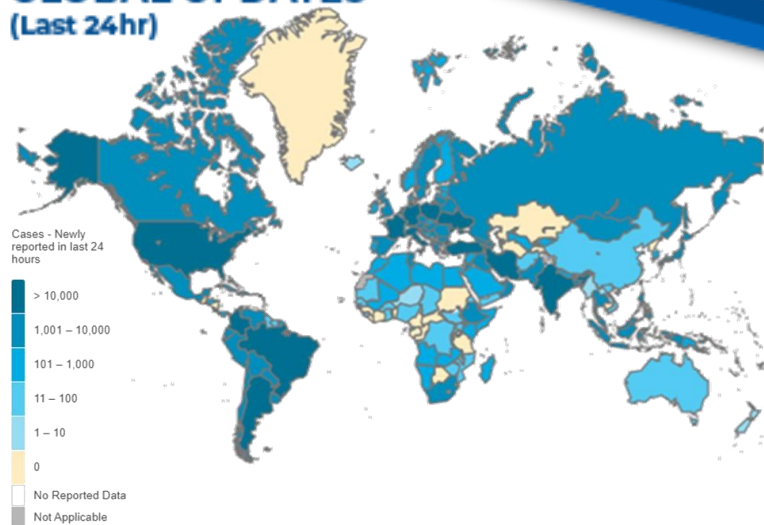 (Last 24hr)
Cases - Newly
reported in last 24
hours
> 10,000
1,001 – 10,000
101 – 1,000
11 – 100
1 – 10
0
No Reported Data
Not Applicable